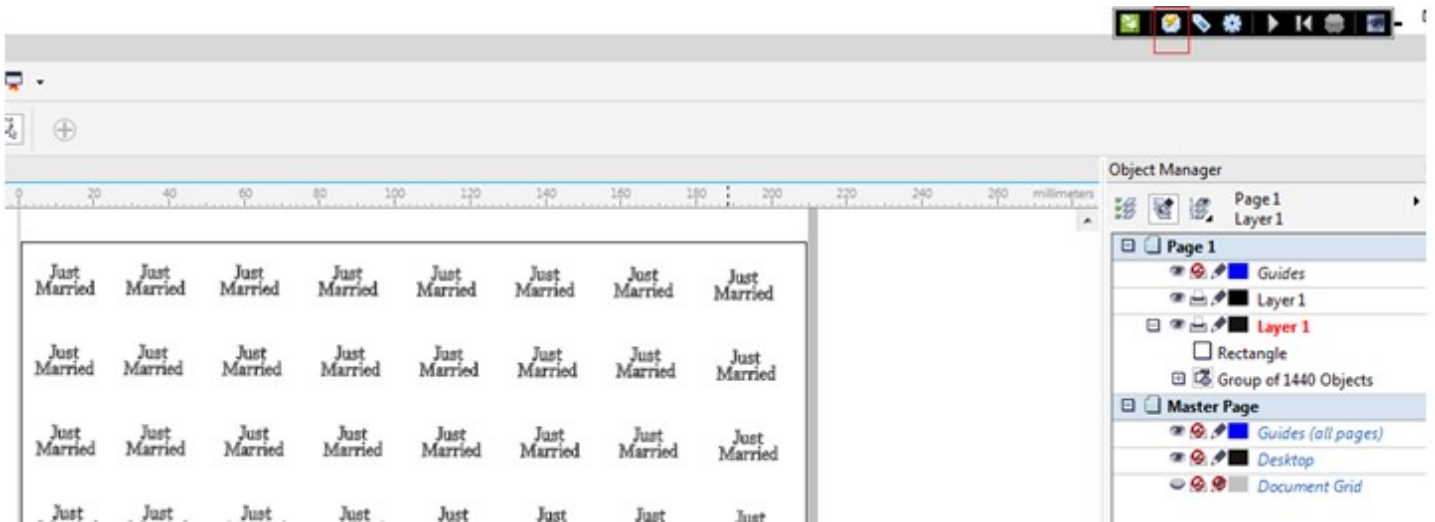 Object Manager
0 20 40 60 80 100 120 140 160 180 200 220 240 260 millimeters
Page 1
Layer 1
Page 1
Guides
Layer 1
Layer 1
Rectangle
Group of 1440 Objects
Master Page
Guides (all pages)
Desktop
Document Grid
Just Just Just Just Just Just Just Just
Married Married Married Married Married Married Married Married
Just Just Just Just Just Just Just Just
Married Married Married Married Married Married Married Married
Just Just Just Just Just Just Just Just
Married Married Married Married Married Married Married Married
Just Just Just Just Just Just Just Just